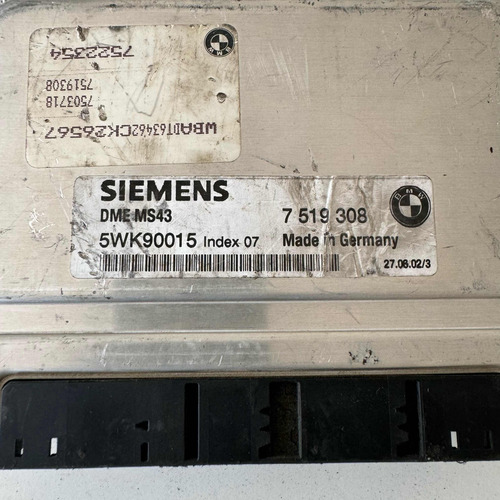 WBADT63462CK26567
7503718
7519308
7522354
SIEMENS
DME MS43
7 519 308
BMW
5WK90015 Index 07
Made in Germany
27.06.02/3